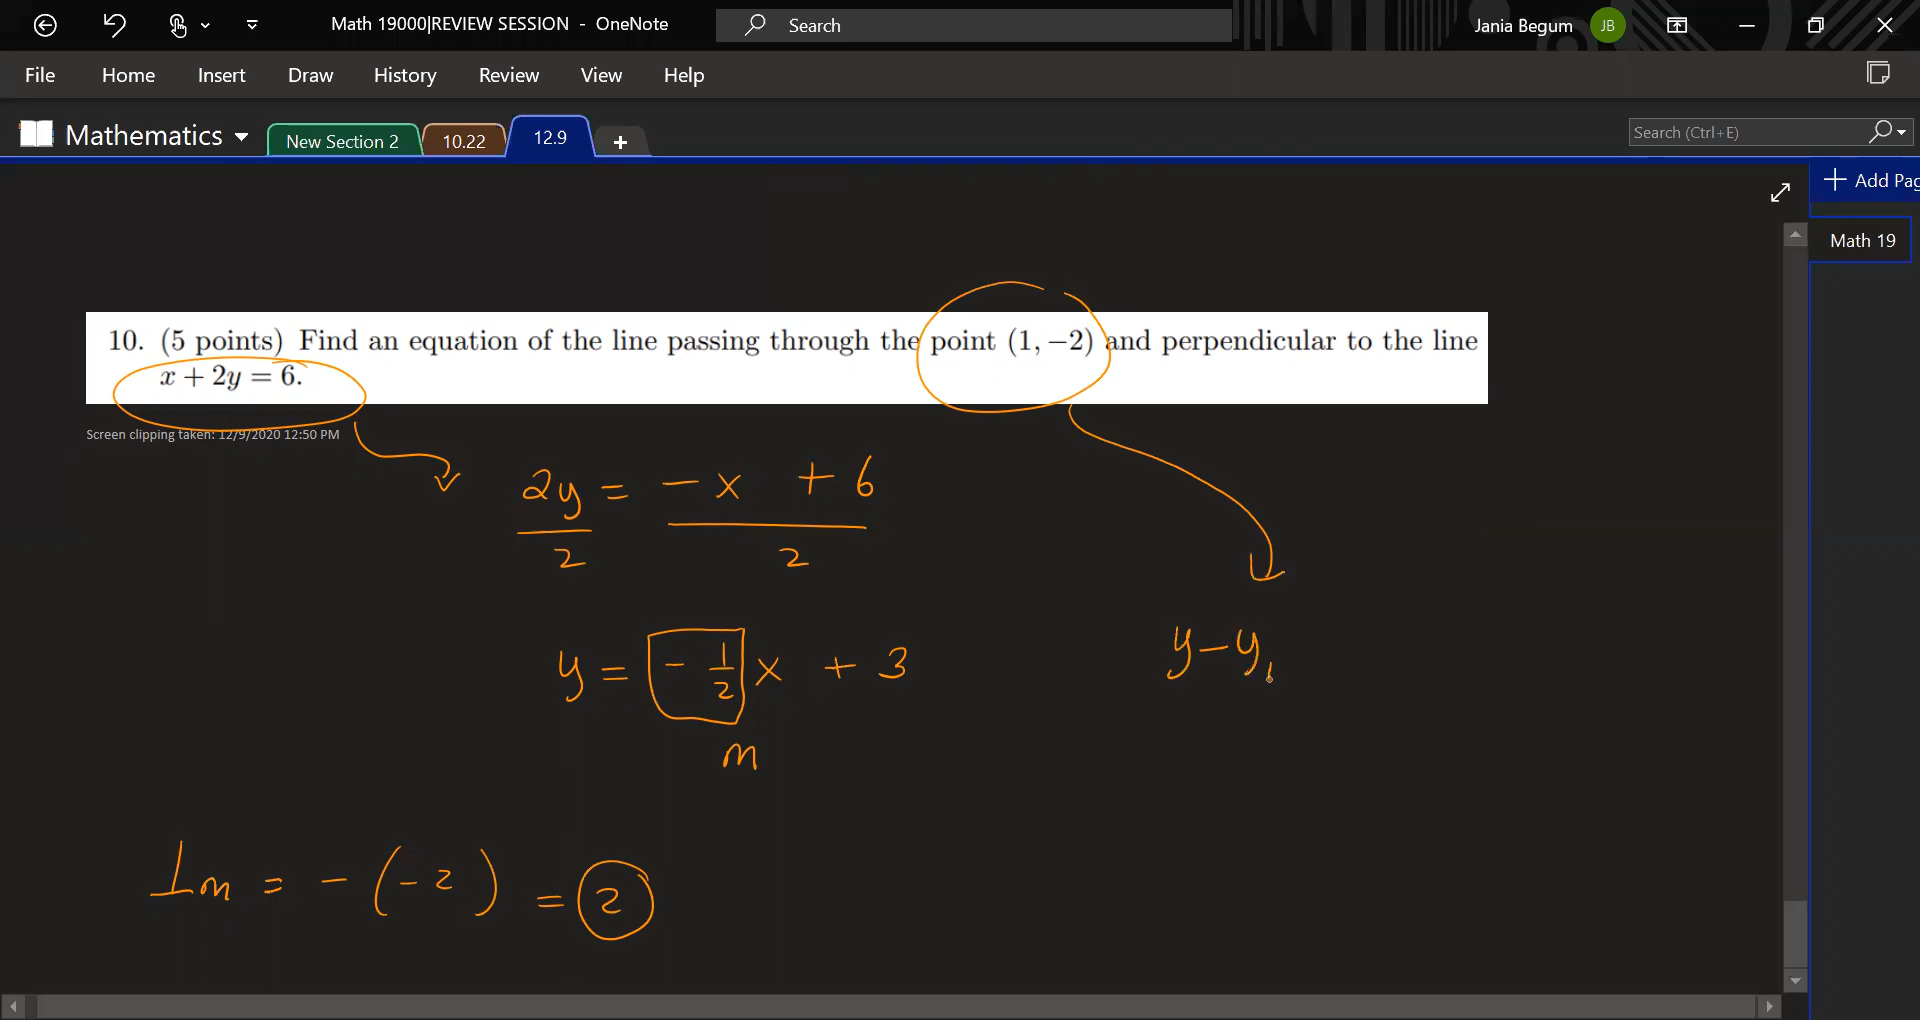 Math 19000|REVIEW SESSION - OneNote
Search
Jania Begum
JB
File Home Insert Draw History Review View Help
Mathematics
New Section 2
10.22
12.9
+
Search (Ctrl+E)
+ Add Pag
Math 19
10. (5 points) Find an equation of the line passing through the point (1, −2) and perpendicular to the line
x + 2y = 6.
Screen clipping taken: 12/9/2020 12:50 PM
2y = - x + 6
2 2
y = - 1/2 x + 3
m
y - y₁
⊥m = - (-2) = 2